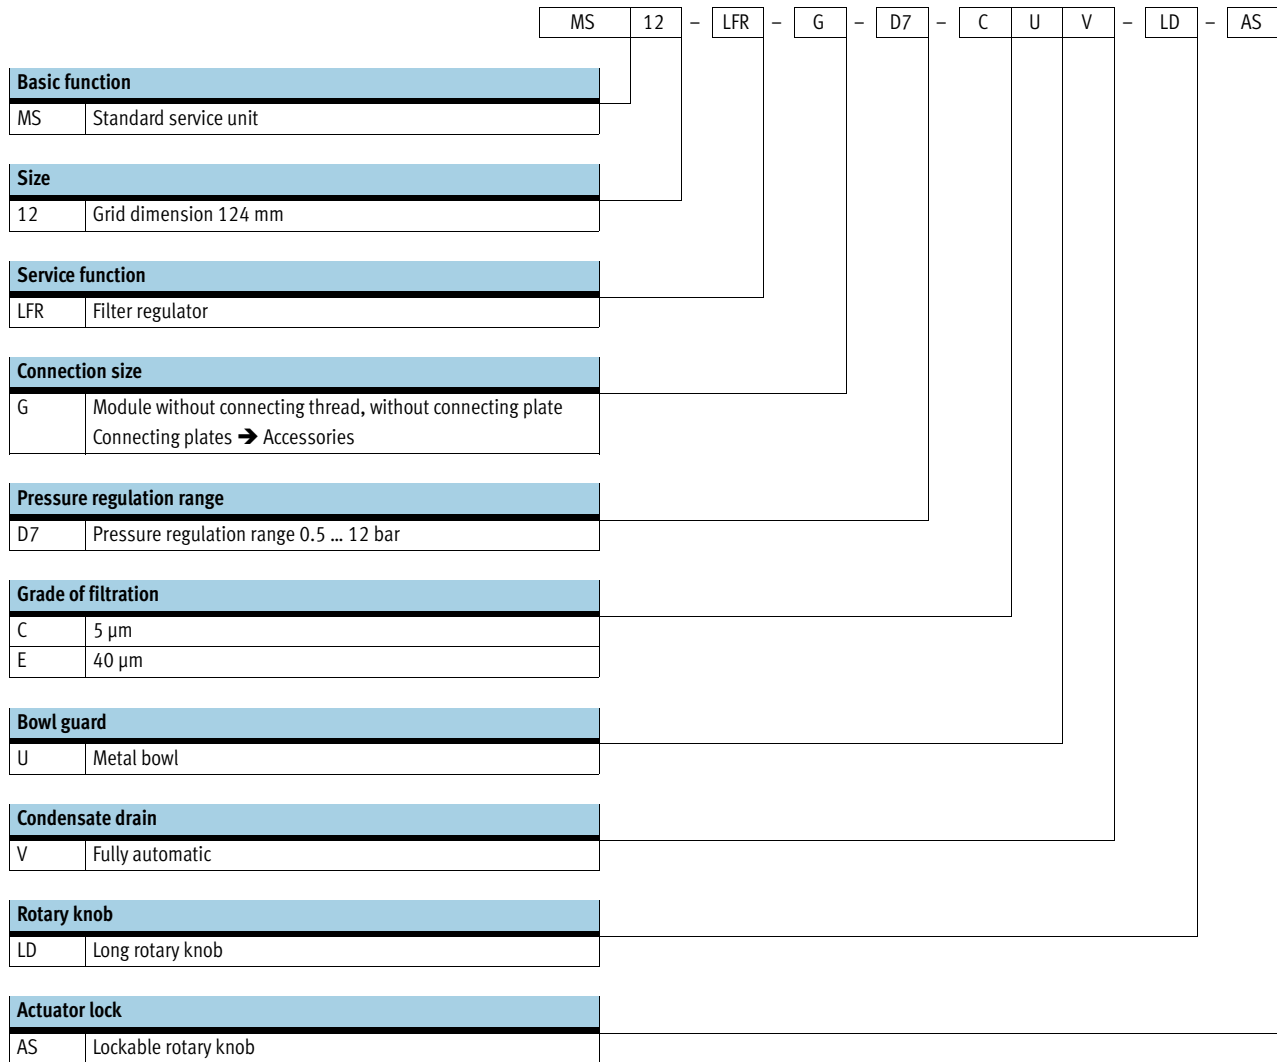 MS 12 – LFR – G – D7 – C U V – LD – AS
Basic function
MS Standard service unit
Size
12 Grid dimension 124 mm
Service function
LFR Filter regulator
Connection size
G Module without connecting thread, without connecting plate
Connecting plates ➔ Accessories
Pressure regulation range
D7 Pressure regulation range 0.5 … 12 bar
Grade of filtration
C 5 µm
E 40 µm
Bowl guard
U Metal bowl
Condensate drain
V Fully automatic
Rotary knob
LD Long rotary knob
Actuator lock
AS Lockable rotary knob